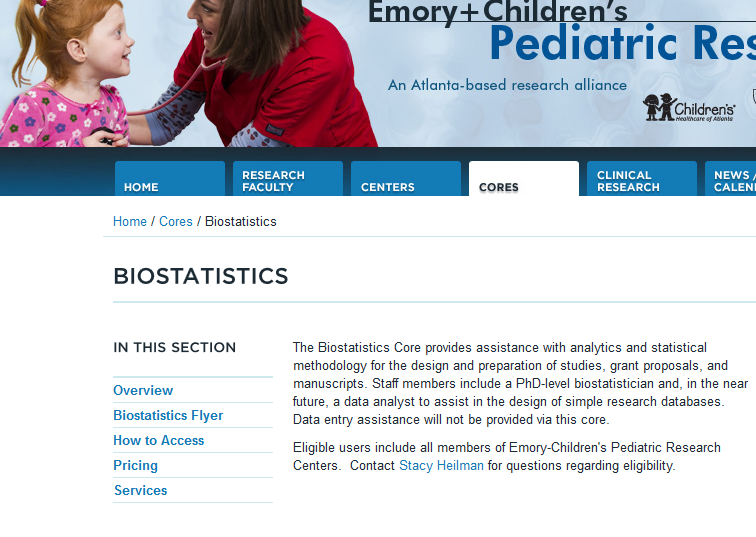 Emory+Children's
Pediatric Res
An Atlanta-based research alliance
Children's
Healthcare of Atlanta
HOME
RESEARCH
FACULTY
CENTERS
CORES
CLINICAL
RESEARCH
NEWS /
CALEN
Home / Cores / Biostatistics
BIOSTATISTICS
IN THIS SECTION
Overview
Biostatistics Flyer
How to Access
Pricing
Services
The Biostatistics Core provides assistance with analytics and statistical
methodology for the design and preparation of studies, grant proposals, and
manuscripts. Staff members include a PhD-level biostatistician and, in the near
future, a data analyst to assist in the design of simple research databases.
Data entry assistance will not be provided via this core.
Eligible users include all members of Emory-Children's Pediatric Research
Centers.  Contact Stacy Heilman for questions regarding eligibility.